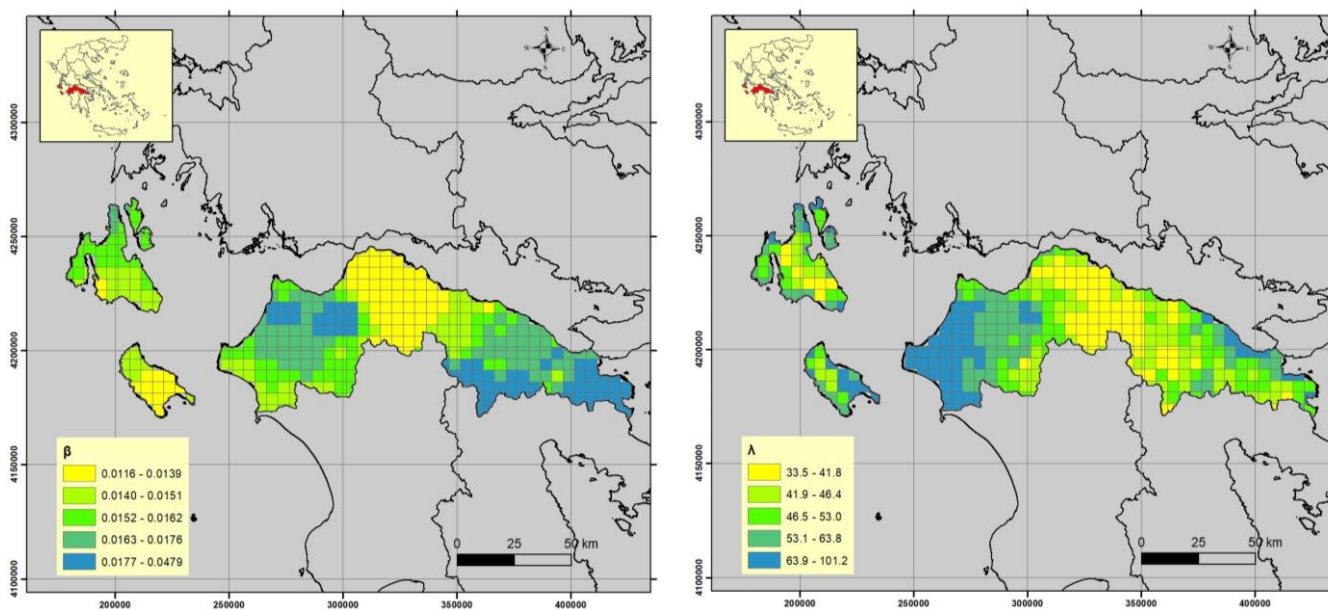 N
W E
S
4300000
4250000
4200000
4150000
4100000
β
0.0116 - 0.0139
0.0140 - 0.0151
0.0152 - 0.0162
0.0163 - 0.0176
0.0177 - 0.0479
0 25 50 km
200000 250000 300000 350000 400000
N
W E
S
4300000
4250000
4200000
4150000
4100000
λ
33.5 - 41.8
41.9 - 46.4
46.5 - 53.0
53.1 - 63.8
63.9 - 101.2
0 25 50 km
200000 250000 300000 350000 400000